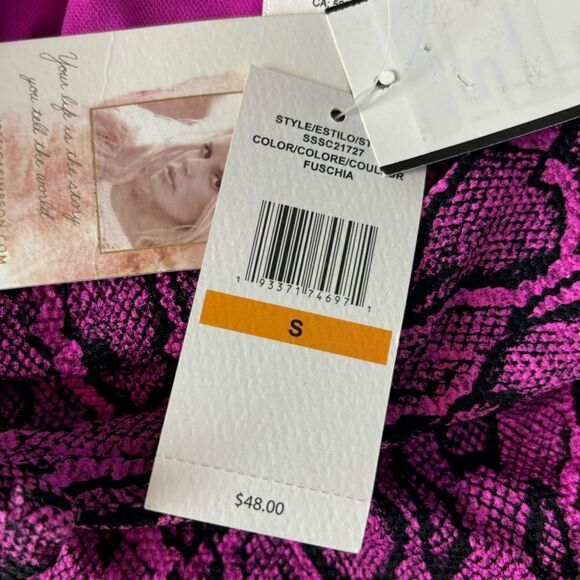 Your life is the story
you tell the world.
STYLE/ESTILO/
SSSC21727
COLOR/COLORE/COUL
FUSCHIA
1 93371 74697 1
S
$48.00